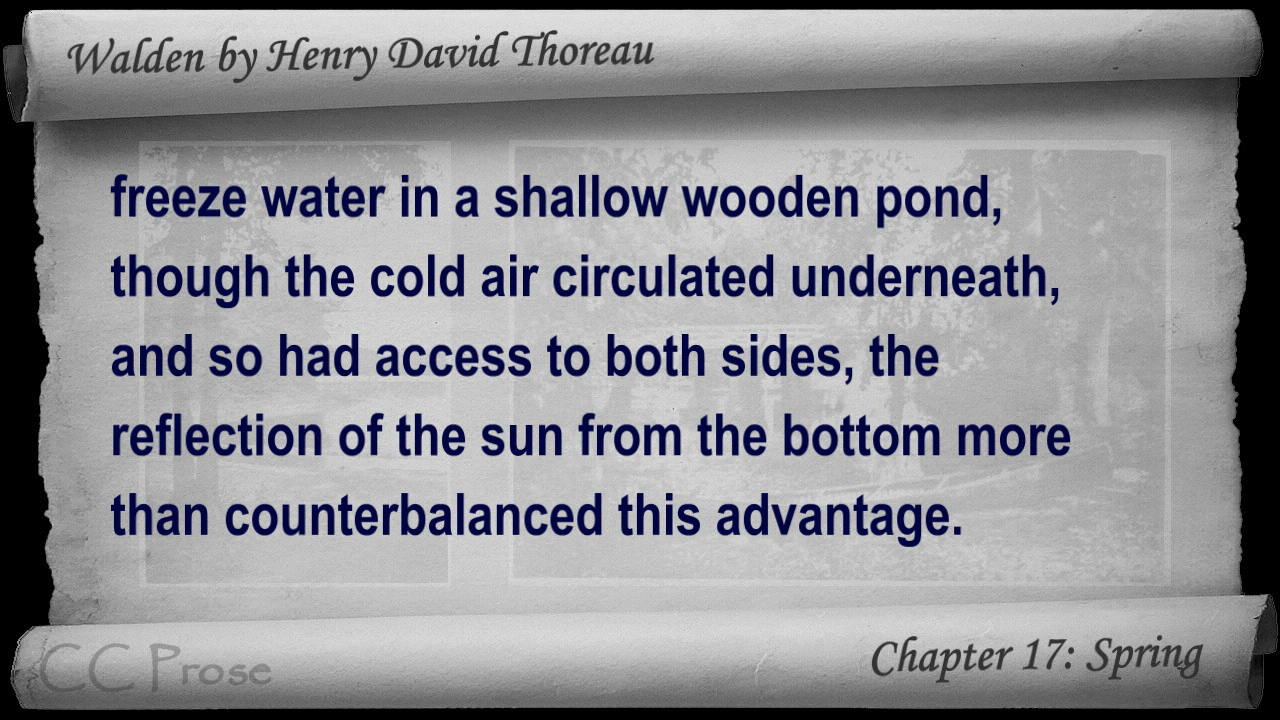 Walden by Henry David Thoreau
freeze water in a shallow wooden pond,
though the cold air circulated underneath,
and so had access to both sides, the
reflection of the sun from the bottom more
than counterbalanced this advantage.
CC Prose
Chapter 17: Spring